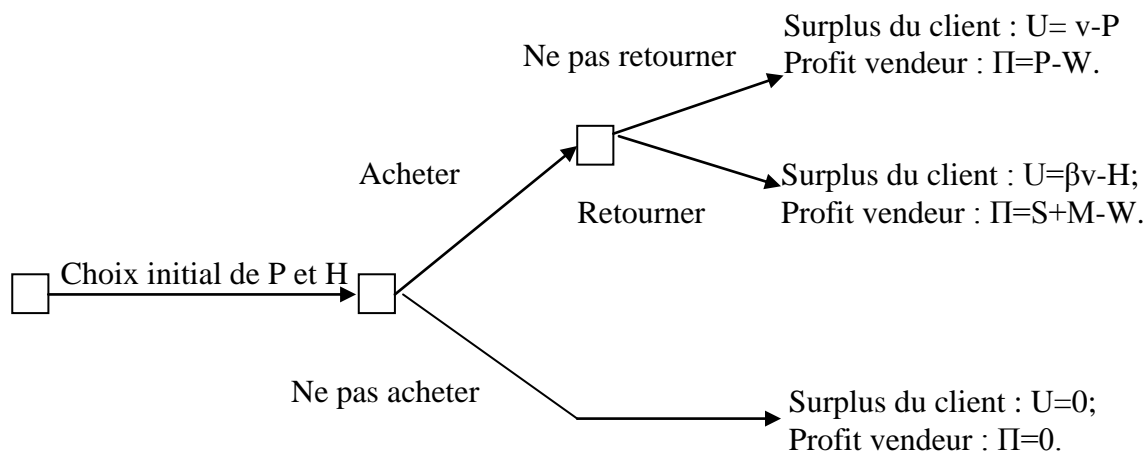 Surplus du client : U= v-P
Profit vendeur : Π=P-W.
Ne pas retourner
Acheter
Surplus du client : U=βv-H;
Profit vendeur : Π=S+M-W.
Retourner
Choix initial de P et H
Ne pas acheter
Surplus du client : U=0;
Profit vendeur : Π=0.